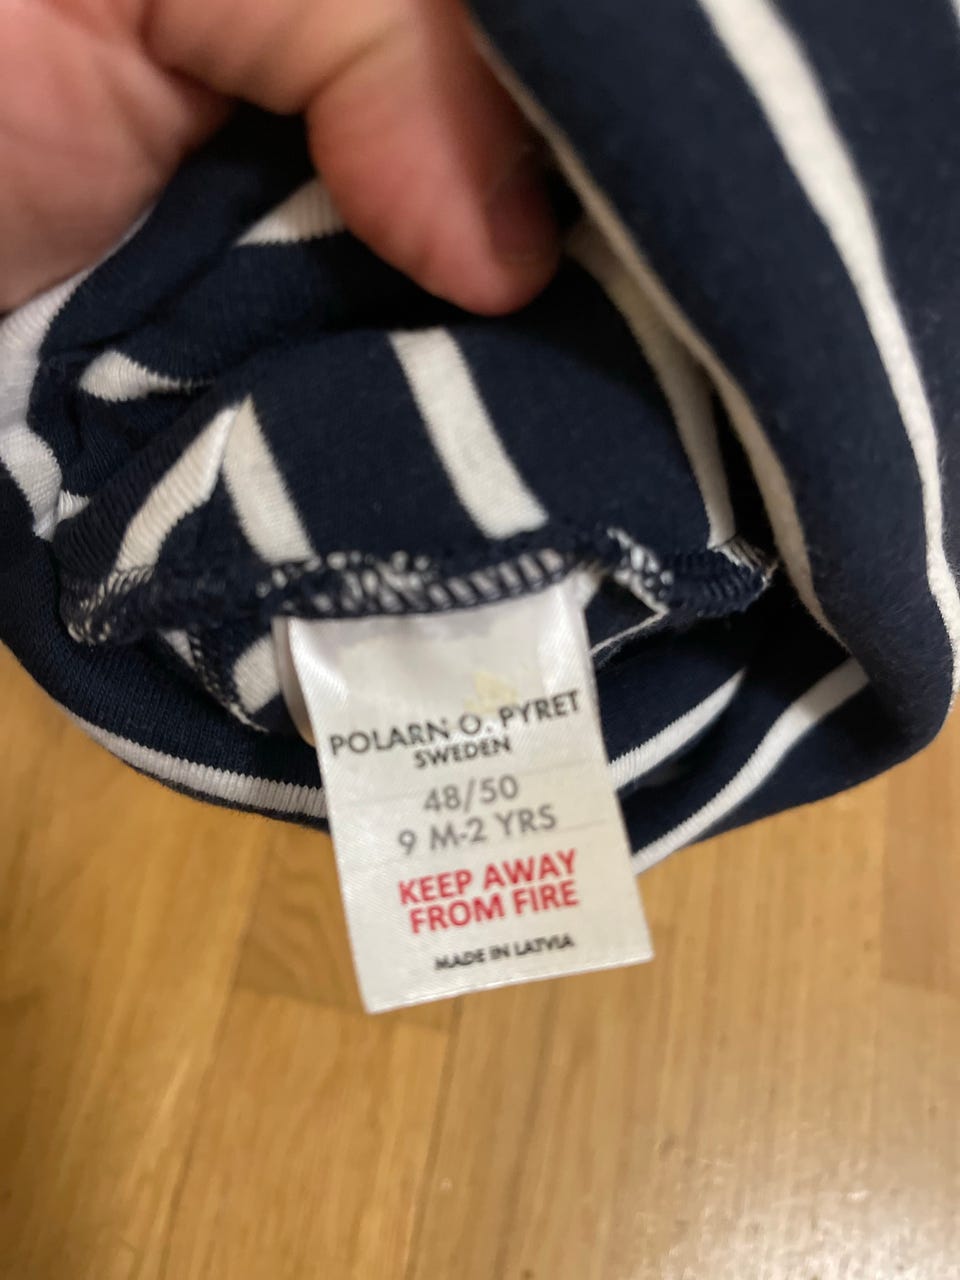 POLARN O. PYRET
SWEDEN
48/50
9 M-2 YRS
KEEP AWAY
FROM FIRE
MADE IN LATVIA